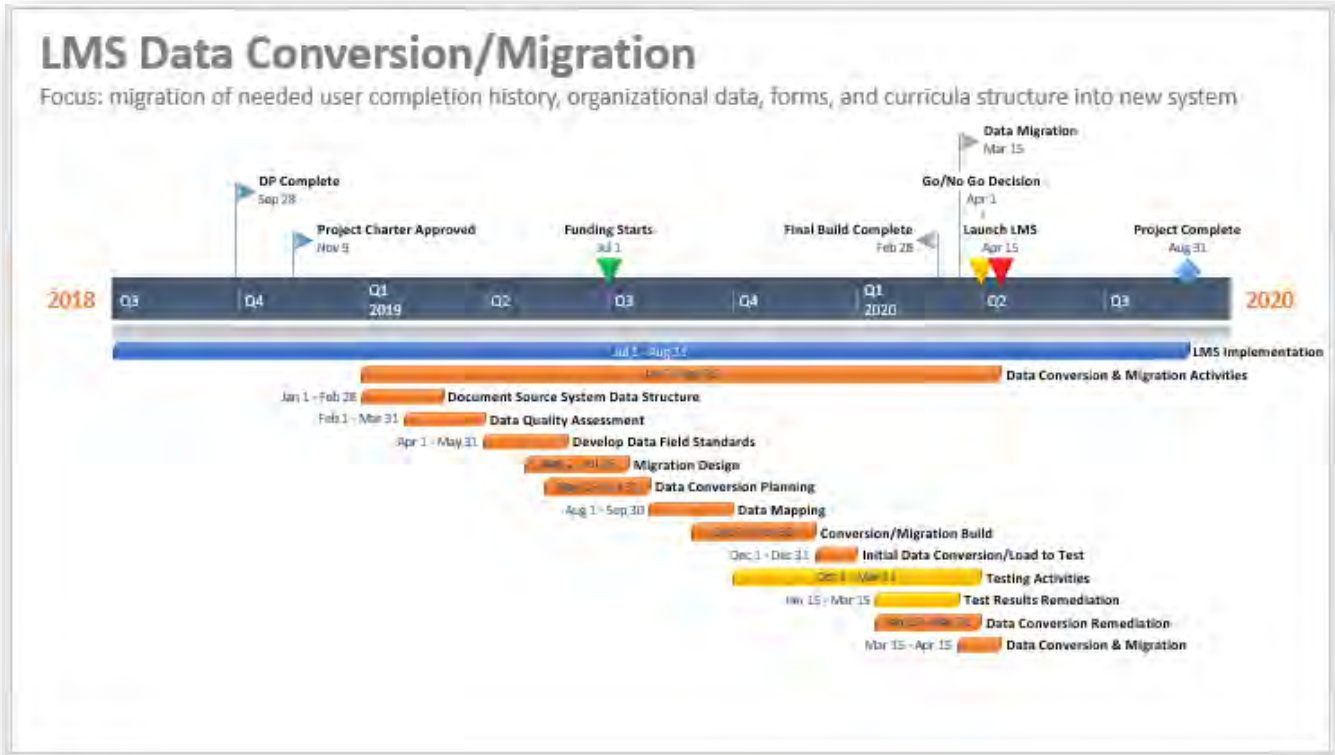 LMS Data Conversion/Migration
Focus: migration of needed user completion history, organizational data, forms, and curricula structure into new system
Data Migration
Mar 15
DP Complete
Sep 28
Go/No Go Decision
Apr 1
Project Charter Approved
Nov 9
Funding Starts
Jul 1
Final Build Complete
Feb 28
Launch LMS
Apr 15
Project Complete
Aug 31
2018
Q3
Q4
Q1
2019
Q2
Q3
Q4
Q1
2020
Q2
Q3
2020
Jul 1 - Aug 31
LMS Implementation
Data Conversion & Migration Activities
Jan 1 - Feb 28
Document Source System Data Structure
Feb 1 - Mar 31
Data Quality Assessment
Apr 1 - May 31
Develop Data Field Standards
Migration Design
Data Conversion Planning
Aug 1 - Sep 30
Data Mapping
Conversion/Migration Build
Dec 1 - Dec 31
Initial Data Conversion/Load to Test
Oct 1 - Mar 31
Testing Activities
Jan 15 - Mar 15
Test Results Remediation
Data Conversion Remediation
Mar 15 - Apr 15
Data Conversion & Migration